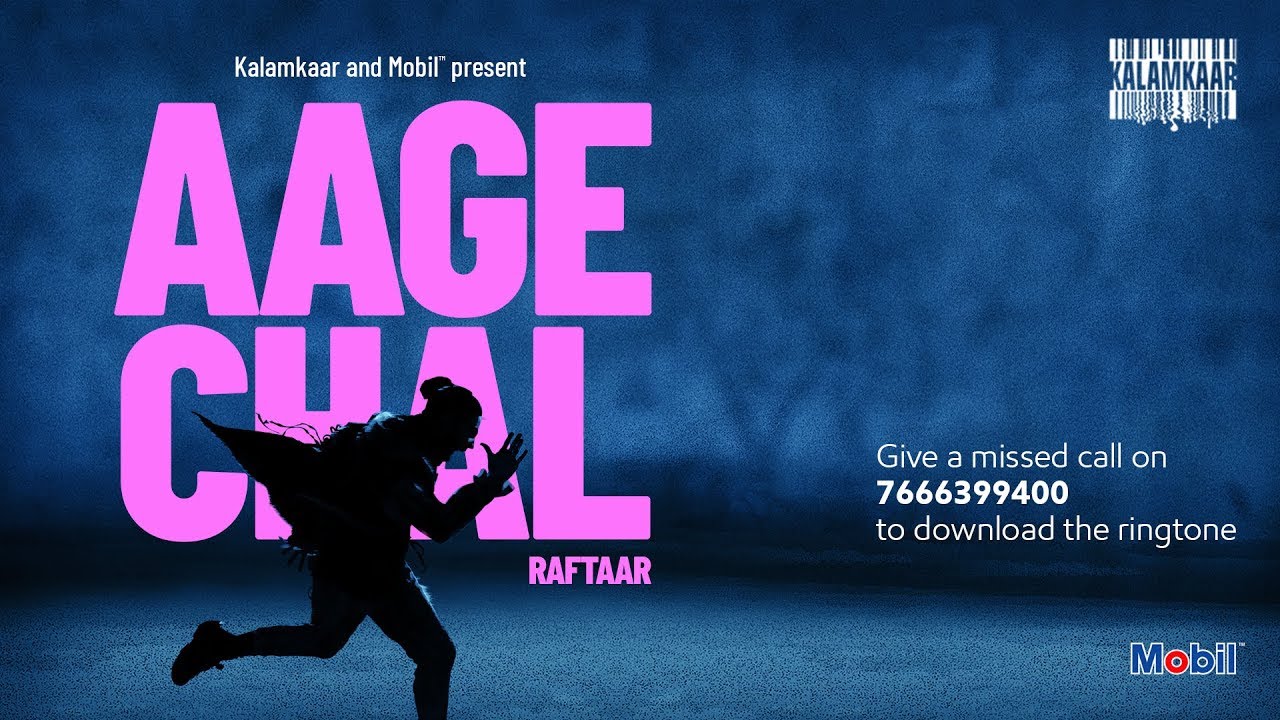 Kalamkaar and Mobil™ present
KALAMKAAR
AAGE
CHAL
RAFTAAR
Give a missed call on
7666399400
to download the ringtone
Mobil™